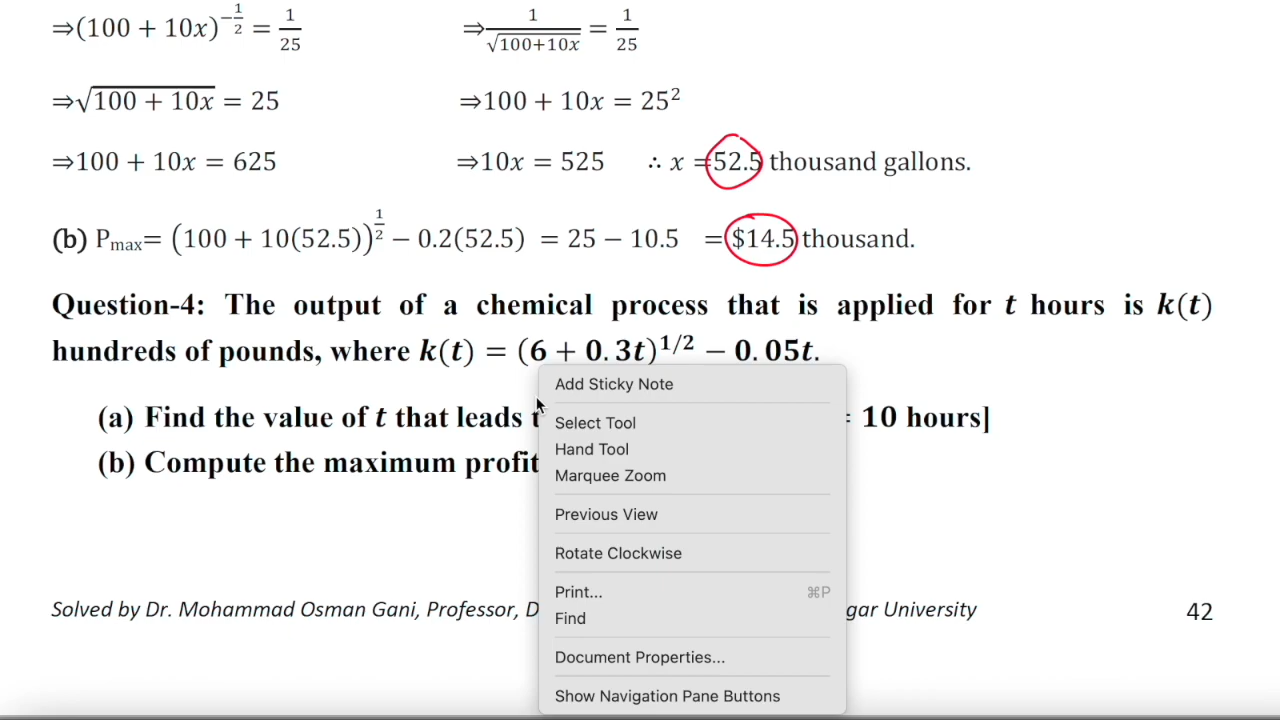 ⇒(100 + 10x)^{-1/2} = 1/25 ⇒1/√(100+10x) = 1/25
⇒√(100 + 10x) = 25 ⇒100 + 10x = 25²
⇒100 + 10x = 625 ⇒10x = 525 ∴ x =52.5 thousand gallons.
(b) Pmax= (100 + 10(52.5))^{1/2} − 0.2(52.5) = 25 − 10.5 = $14.5 thousand.
Question-4: The output of a chemical process that is applied for t hours is k(t)
hundreds of pounds, where k(t) = (6 + 0.3t)^{1/2} − 0.05t.
(a) Find the value of t that leads = 10 hours]
(b) Compute the maximum profit
Add Sticky Note
Select Tool
Hand Tool
Marquee Zoom
Previous View
Rotate Clockwise
Print... ⌘P
Find
Document Properties...
Show Navigation Pane Buttons
Solved by Dr. Mohammad Osman Gani, Professor, D gar University 42